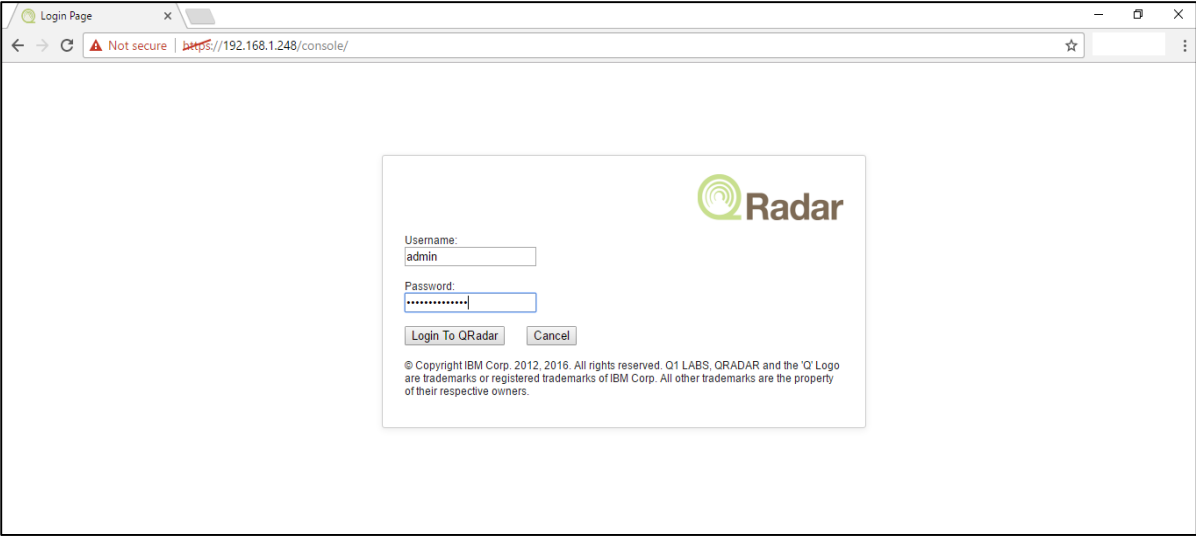 Login Page
Not secure | https://192.168.1.248/console/
QRadar
Username:
admin
Password:
••••••••••••••
Login To QRadar Cancel
© Copyright IBM Corp. 2012, 2016. All rights reserved. Q1 LABS, QRADAR and the 'Q' Logo
are trademarks or registered trademarks of IBM Corp. All other trademarks are the property
of their respective owners.